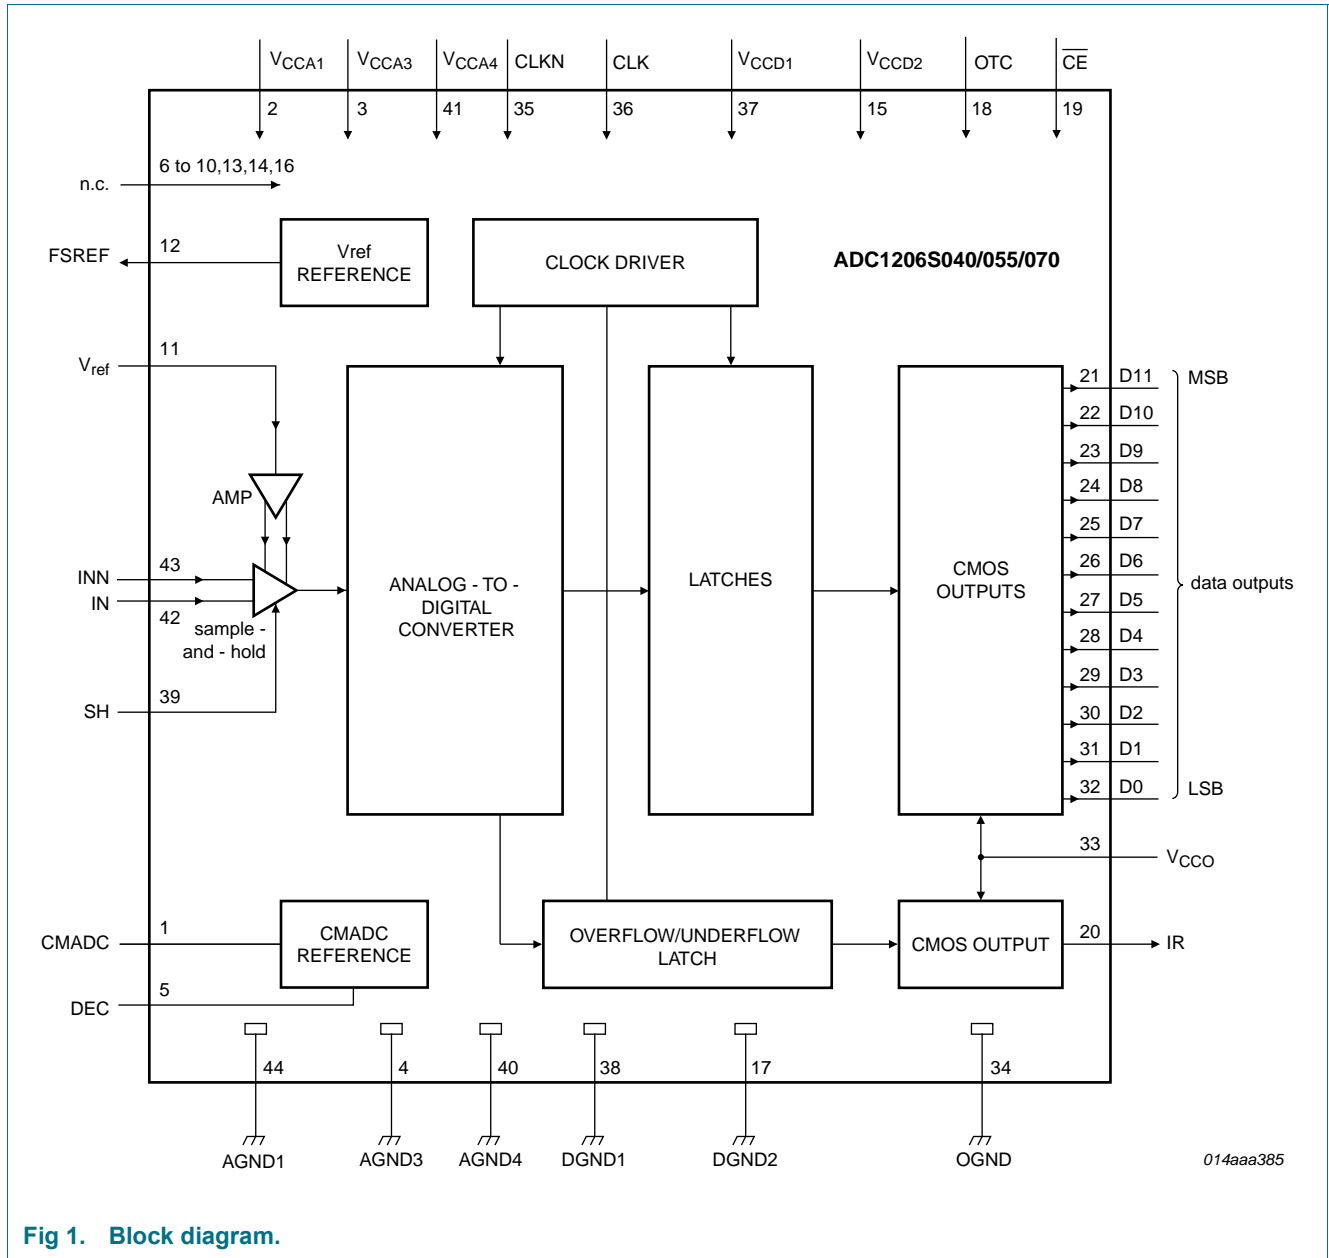 VCCA1 VCCA3 VCCA4 CLKN CLK VCCD1 VCCD2 OTC C̅E̅
2 3 41 35 36 37 15 18 19
6 to 10,13,14,16
n.c.
12
FSREF
Vref
REFERENCE
CLOCK DRIVER
ADC1206S040/055/070
11
Vref
AMP
43
INN
IN
42
sample -
and - hold
39
SH
ANALOG - TO -
DIGITAL
CONVERTER
LATCHES
CMOS
OUTPUTS
21 D11 MSB
22 D10
23 D9
24 D8
25 D7
26 D6
data outputs
27 D5
28 D4
29 D3
30 D2
31 D1
32 D0 LSB
33
VCCO
1
CMADC
CMADC
REFERENCE
5
DEC
OVERFLOW/UNDERFLOW
LATCH
CMOS OUTPUT
20
IR
44 4 40 38 17 34
AGND1 AGND3 AGND4 DGND1 DGND2 OGND
014aaa385
Fig 1. Block diagram.